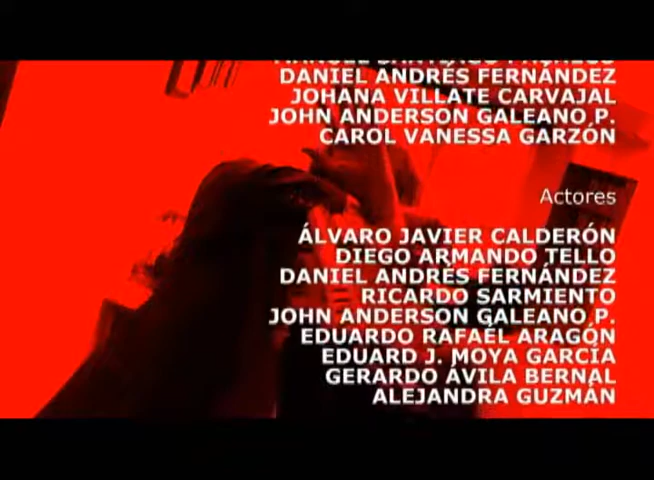 DANIEL ANDRÉS FERNÁNDEZ
JOHANA VILLATE CARVAJAL
JOHN ANDERSON GALEANO P.
CAROL VANESSA GARZÓN
Actores
ÁLVARO JAVIER CALDERÓN
DIEGO ARMANDO TELLO
DANIEL ANDRÉS FERNÁNDEZ
RICARDO SARMIENTO
JOHN ANDERSON GALEANO P.
EDUARDO RAFAEL ARAGÓN
EDUARD J. MOYA GARCÍA
GERARDO ÁVILA BERNAL
ALEJANDRA GUZMÁN